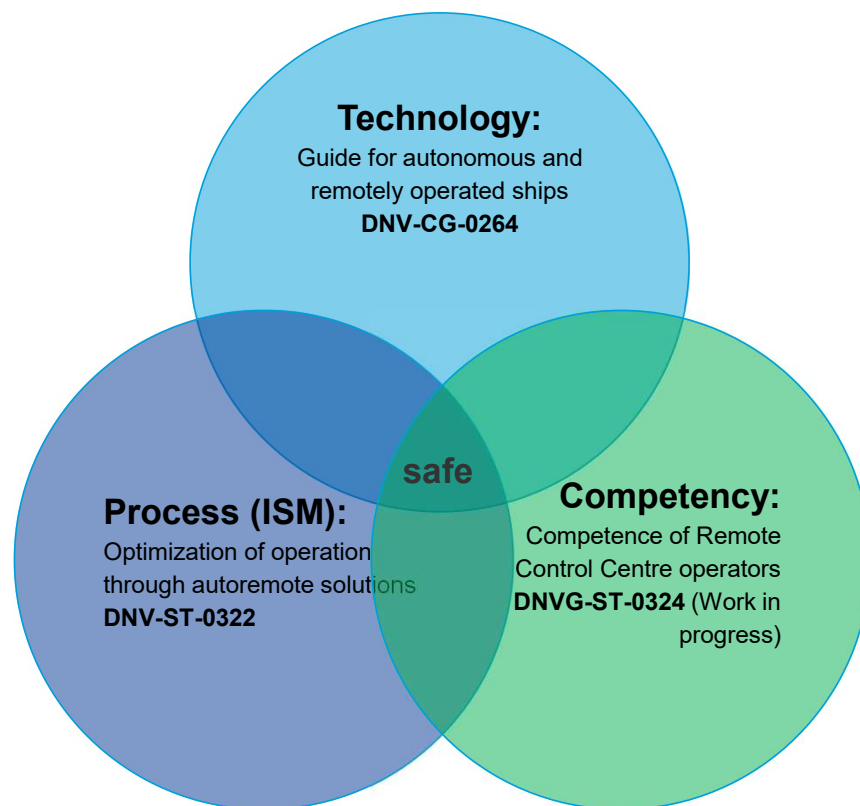 Technology:
Guide for autonomous and
remotely operated ships
DNV-CG-0264
safe
Process (ISM):
Optimization of operation
through autoremote solutions
DNV-ST-0322
Competency:
Competence of Remote
Control Centre operators
DNVG-ST-0324 (Work in
progress)